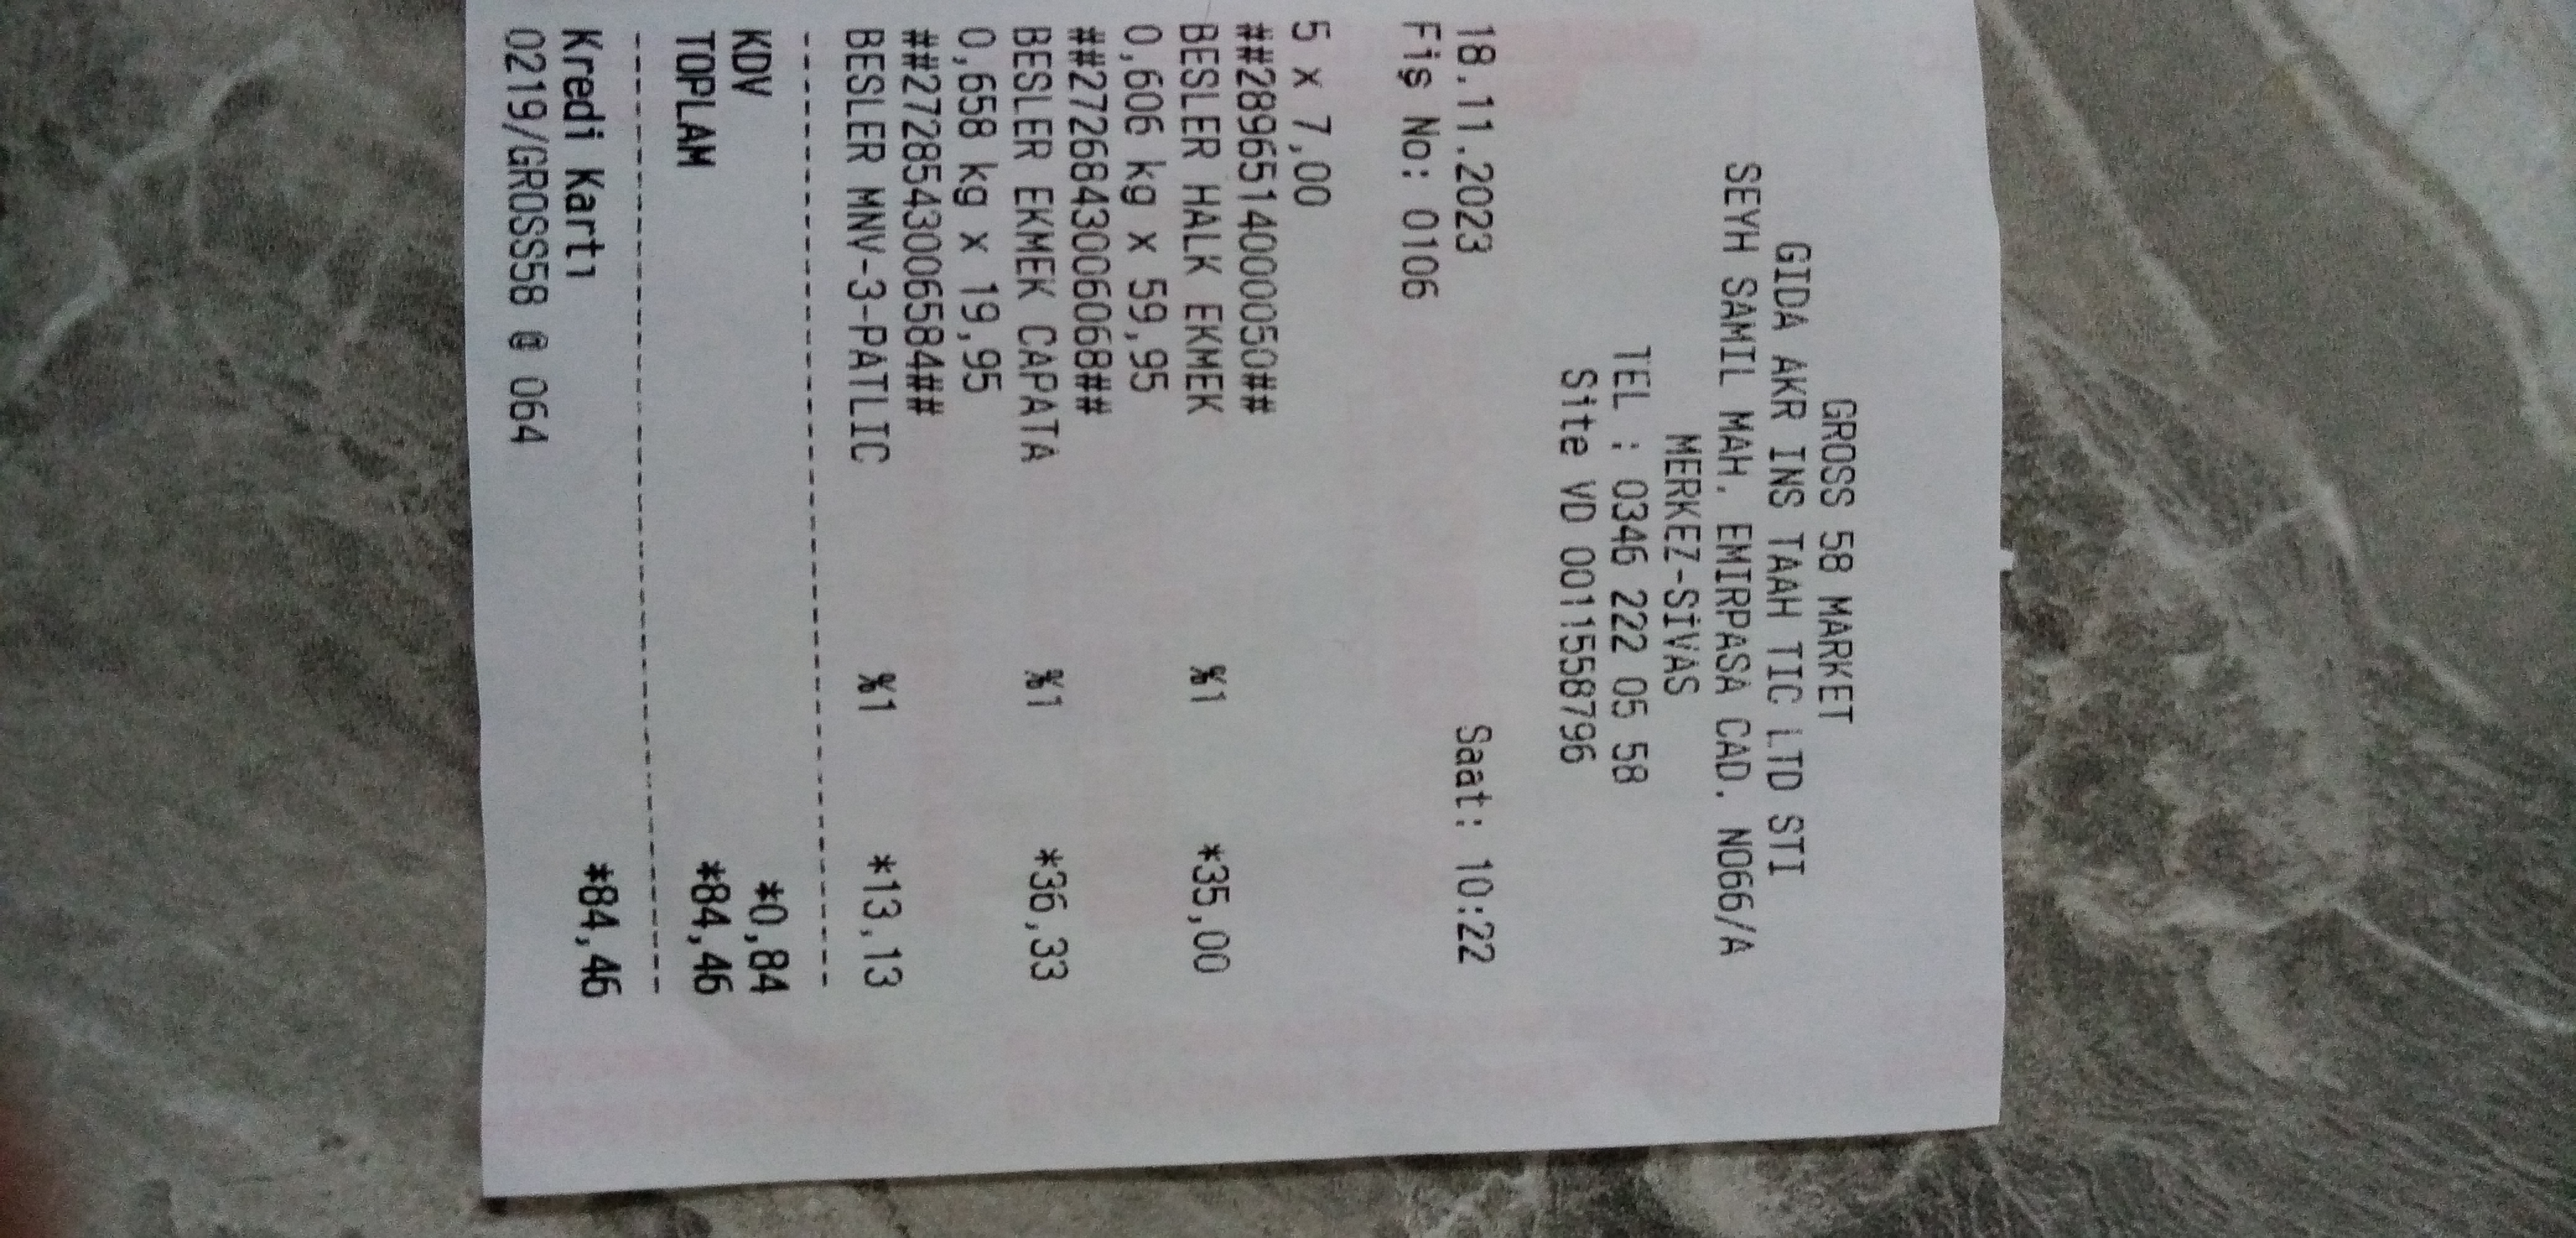 GROSS 58 MARKET
GIDA AKR INS TAAH TIC LTD STI
SEYH SAMIL MAH. EMIRPASA CAD. NO66/A
MERKEZ-SİVAS
TEL : 0346 222 05 58
Site VD 0011558796
18.11.2023 Saat: 10:22
Fiş No: 0106
5 x 7,00
##2896514000050##
BESLER HALK EKMEK %1 *35,00
0,606 kg x 59,95
##2726843006068##
BESLER EKMEK CAPATA %1 *36,33
0,658 kg x 19,95
##2728543006584##
BESLER MNV-3-PATLIC %1 *13,13
KDV *0,84
TOPLAM *84,46
Kredi Kartı *84,46
0219/GROSS58 @ 064